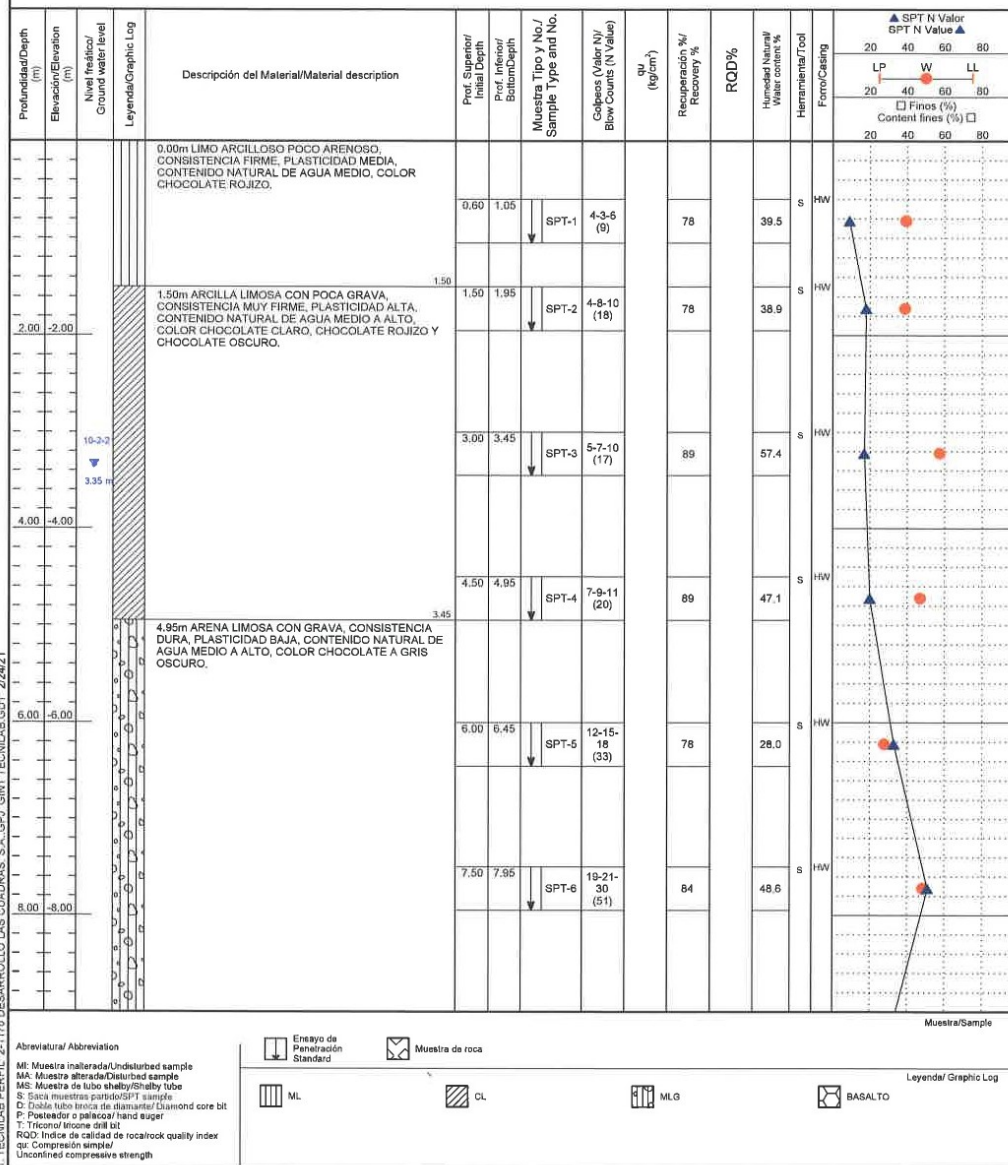 Profundidad/Depth
(m)
Elevación/Elevation
(m)
Nivel freático/
Ground water level
Leyenda/Graphic Log
Descripción del Material/Material description
Prof. Superior/
Initial Depth
Prof. Inferior/
BottomDepth
Muestra Tipo y No./
Sample Type and No.
Golpeos (Valor N)/
Blow Counts (N Value)
qu
(kg/cm²)
Recuperación %/
Recovery %
RQD%
Humedad Natural/
Water content %
Herramienta/Tool
Forro/Casing
▲ SPT N Valor
SPT N Value ▲
20 40 60 80
LP W LL
20 40 60 80
□ Finos (%)
Content fines (%) □
20 40 60 80
0.00m LIMO ARCILLOSO POCO ARENOSO,
CONSISTENCIA FIRME, PLASTICIDAD MEDIA,
CONTENIDO NATURAL DE AGUA MEDIO, COLOR
CHOCOLATE ROJIZO.
0.60 1.05 SPT-1 4-3-6
(9) 78 39.5 S HW
1.50
1.50m ARCILLA LIMOSA CON POCA GRAVA,
CONSISTENCIA MUY FIRME, PLASTICIDAD ALTA,
CONTENIDO NATURAL DE AGUA MEDIO A ALTO,
COLOR CHOCOLATE CLARO, CHOCOLATE ROJIZO Y
CHOCOLATE OSCURO.
1.50 1.95 SPT-2 4-8-10
(18) 78 38.9 S HW
2.00 -2.00
10-2-2
3.35 m
3.00 3.45 SPT-3 5-7-10
(17) 89 57.4 S HW
4.00 -4.00
4.50 4.95 SPT-4 7-9-11
(20) 89 47.1 S HW
3.45
4.95m ARENA LIMOSA CON GRAVA, CONSISTENCIA
DURA, PLASTICIDAD BAJA, CONTENIDO NATURAL DE
AGUA MEDIO A ALTO, COLOR CHOCOLATE A GRIS
OSCURO.
6.00 -6.00
6.00 6.45 SPT-5 12-15-
18
(33) 78 28.0 S HW
7.50 7.95 SPT-6 19-21-
30
(51) 84 48.6 S HW
8.00 -8.00
TECNILAB PERFIL 2-1170 DESARROLLO LAS CUADRAS, S.A..GPJ GINT TECNILAB.GDT 2/24/21
Muestra/Sample
Abreviatura/ Abbreviation
MI: Muestra inalterada/Undisturbed sample
MA: Muestra alterada/Disturbed sample
MS: Muestra de tubo shelby/Shelby tube
S: Saca muestras partido/SPT sample
D: Doble tubo broca de diamante/ Diamond core bit
P: Posteador o palacoa/ hand auger
T: Tricono/ tricone drill bit
RQD: Indice de calidad de roca/rock quality index
qu: Compresión simple/
Unconfined compressive strength
Ensayo de
Penetración
Standard
Muestra de roca
Leyenda/ Graphic Log
ML
CL
MLG
BASALTO